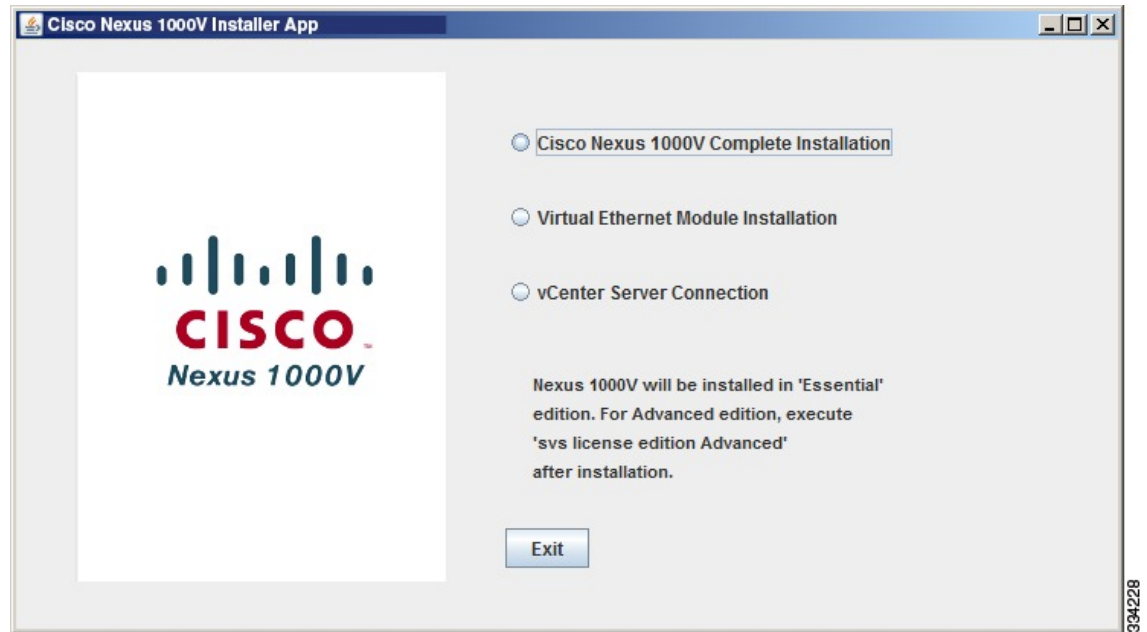 Cisco Nexus 1000V Installer App
CISCO
Nexus 1000V
Cisco Nexus 1000V Complete Installation
Virtual Ethernet Module Installation
vCenter Server Connection
Nexus 1000V will be installed in 'Essential'
edition. For Advanced edition, execute
'svs license edition Advanced'
after installation.
Exit
334228